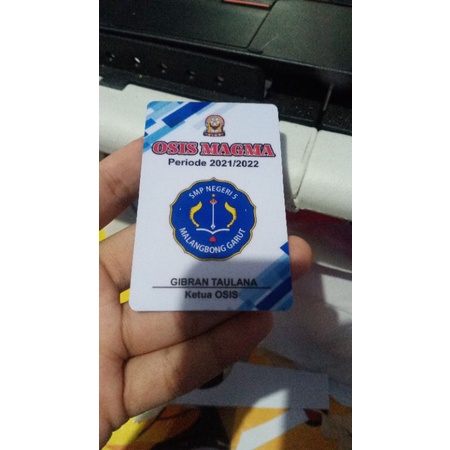 OSIS MAGMA
Periode 2021/2022
SMP NEGERI 5
MALANGBONG GARUT
GIBRAN TAULANA
Ketua OSIS